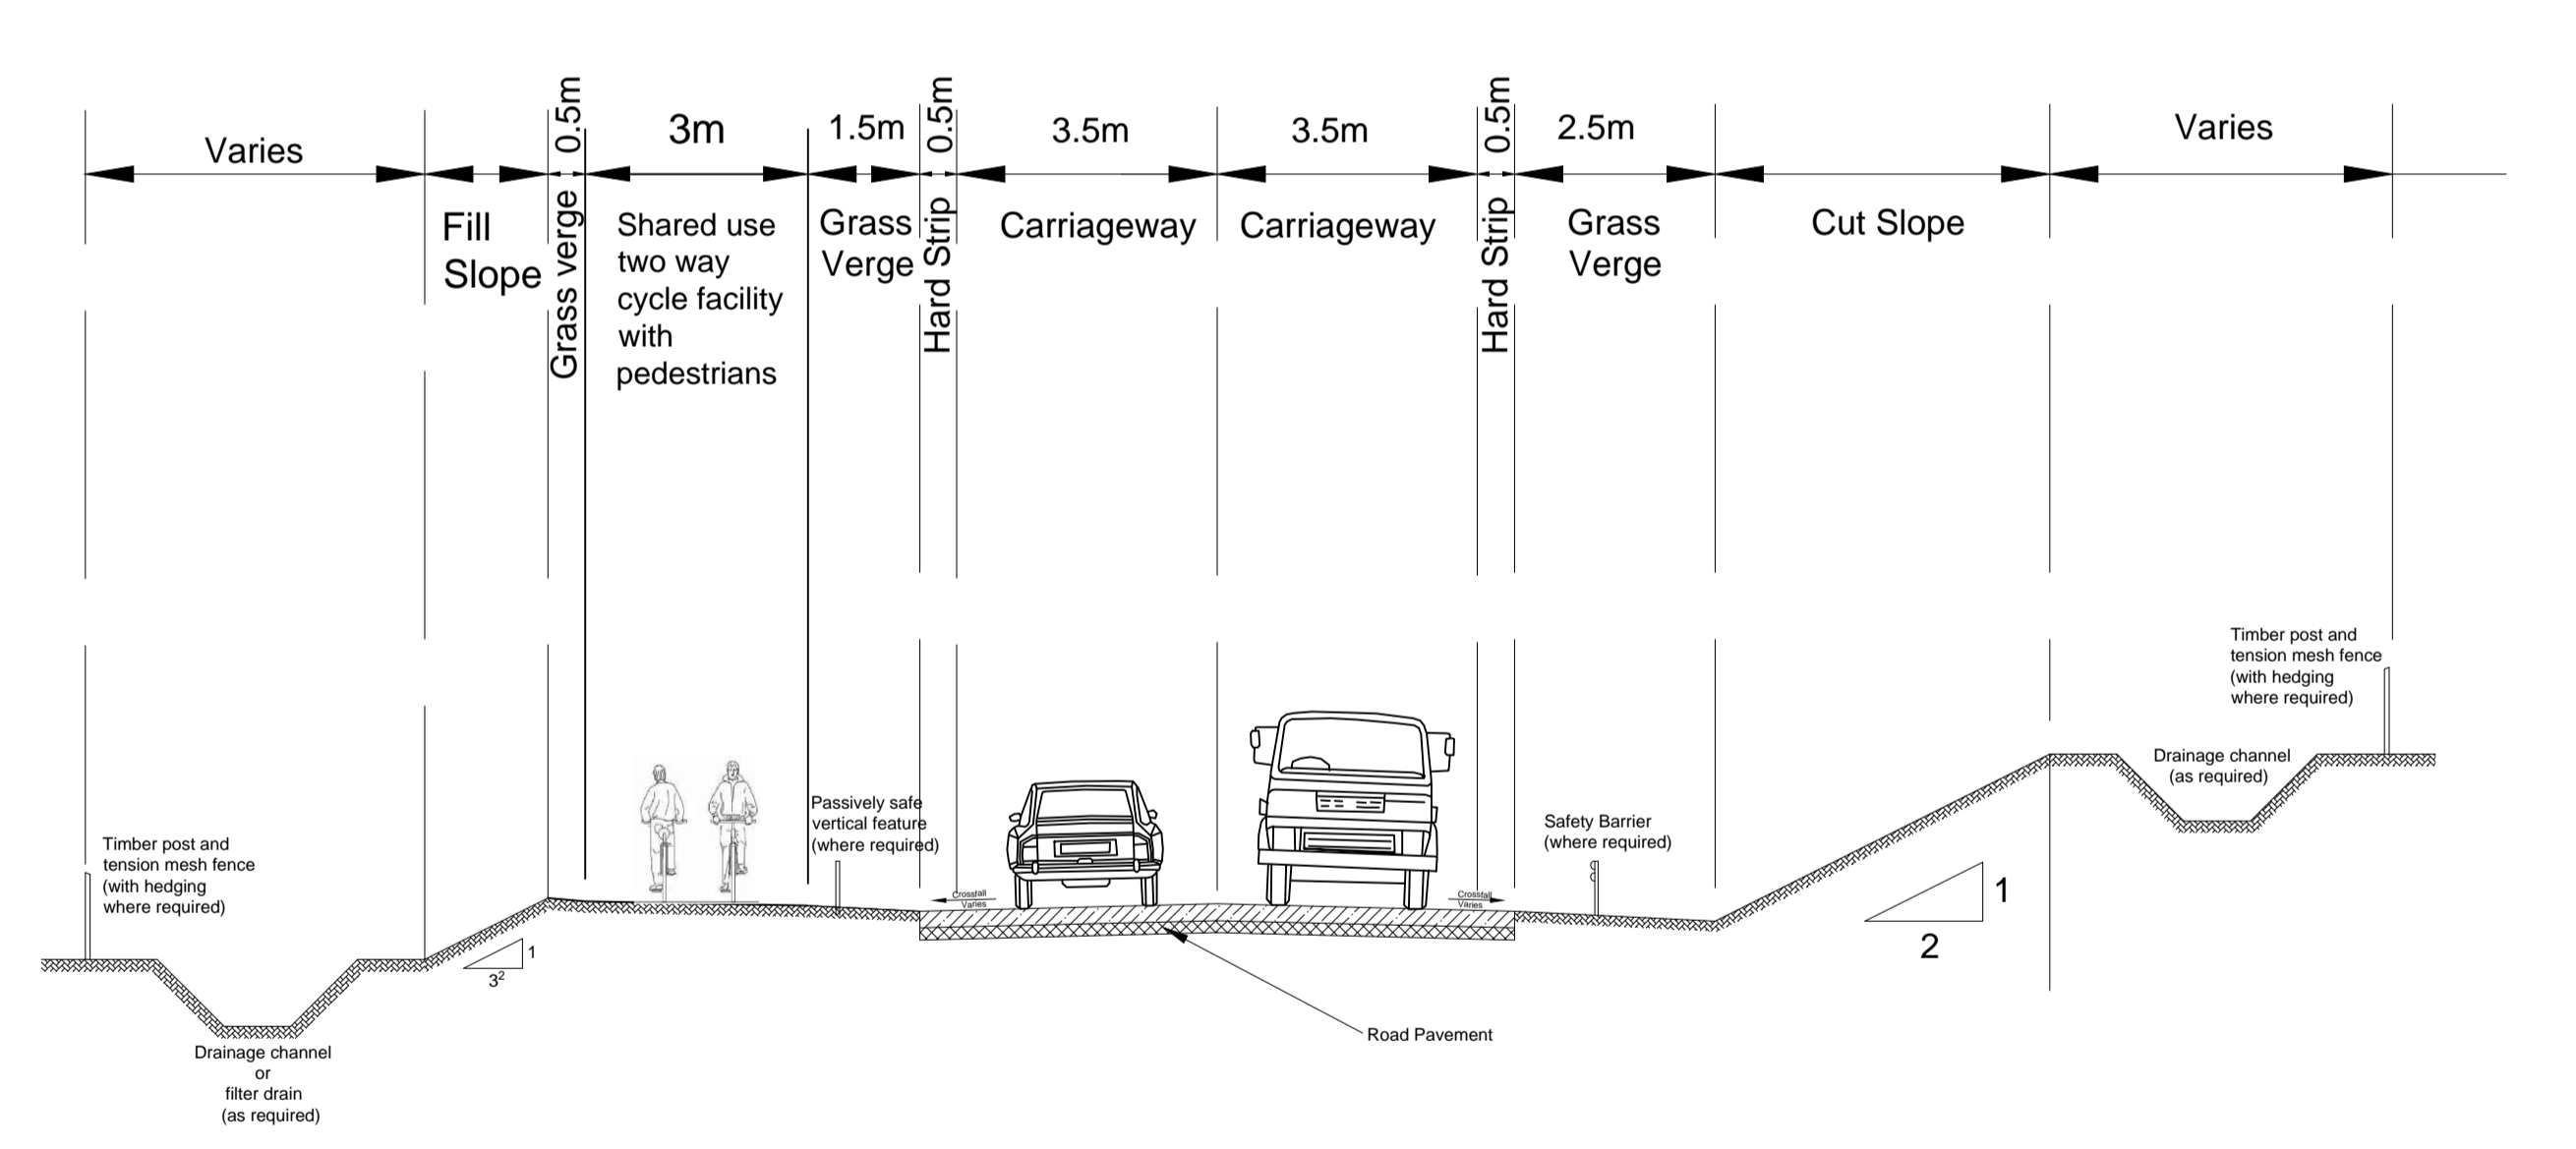 Varies
0.5m
3m
1.5m
0.5m
3.5m
3.5m
0.5m
2.5m
Varies
Fill
Slope
Grass verge
Shared use
two way
cycle facility
with
pedestrians
Grass
Verge
Hard Strip
Carriageway
Carriageway
Hard Strip
Grass
Verge
Cut Slope
Timber post and
tension mesh fence
(with hedging
where required)
Drainage channel
(as required)
Timber post and
tension mesh fence
(with hedging
where required)
Passively safe
vertical feature
(where required)
Crossfall
Varies
Safety Barrier
(where required)
Crossfall
Varies
1
2
1
3²
Road Pavement
Drainage channel
or
filter drain
(as required)